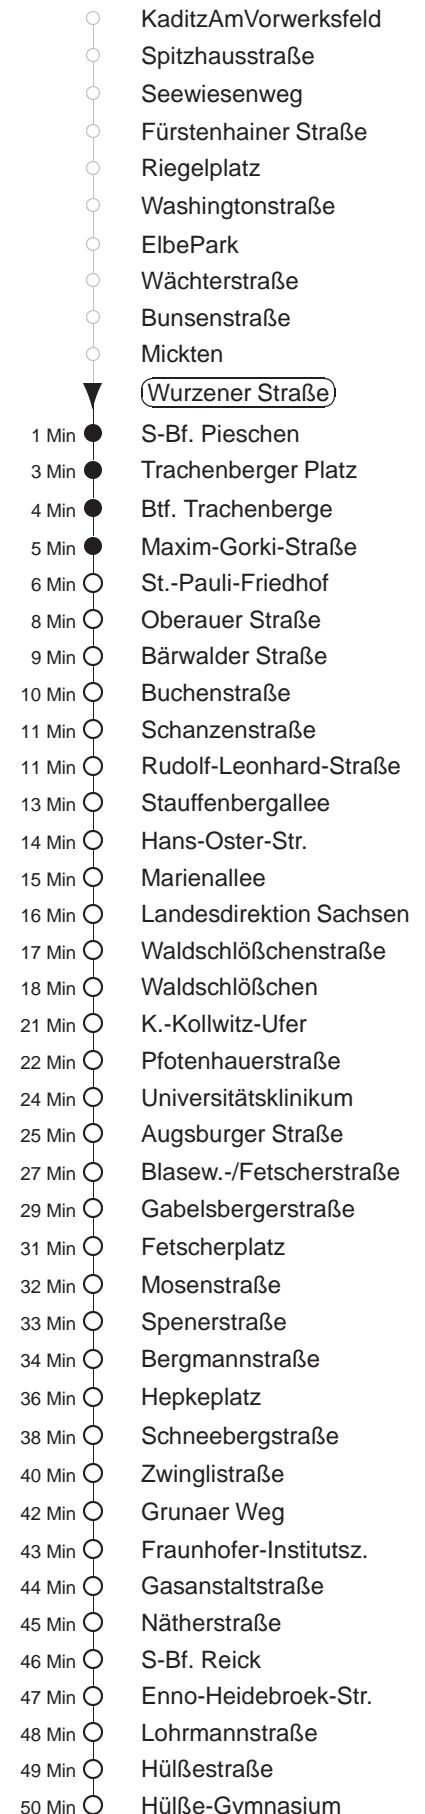 KaditzAmVorwerksfeld
Spitzhausstraße
Seewiesenweg
Fürstenhainer Straße
Riegelplatz
Washingtonstraße
ElbePark
Wächterstraße
Bunsenstraße
Mickten
Wurzener Straße
1 Min S-Bf. Pieschen
3 Min Trachenberger Platz
4 Min Btf. Trachenberge
5 Min Maxim-Gorki-Straße
6 Min St.-Pauli-Friedhof
8 Min Oberauer Straße
9 Min Bärwalder Straße
10 Min Buchenstraße
11 Min Schanzenstraße
11 Min Rudolf-Leonhard-Straße
13 Min Stauffenbergallee
14 Min Hans-Oster-Str.
15 Min Marienallee
16 Min Landesdirektion Sachsen
17 Min Waldschlößchenstraße
18 Min Waldschlößchen
21 Min K.-Kollwitz-Ufer
22 Min Pfotenhauerstraße
24 Min Universitätsklinikum
25 Min Augsburger Straße
27 Min Blasew.-/Fetscherstraße
29 Min Gabelsbergerstraße
31 Min Fetscherplatz
32 Min Mosenstraße
33 Min Spenerstraße
34 Min Bergmannstraße
36 Min Hepkeplatz
38 Min Schneebergstraße
40 Min Zwinglistraße
42 Min Grunaer Weg
43 Min Fraunhofer-Institutsz.
44 Min Gasanstaltstraße
45 Min Nätherstraße
46 Min S-Bf. Reick
47 Min Enno-Heidebroek-Str.
48 Min Lohrmannstraße
49 Min Hülßestraße
50 Min Hülße-Gymnasium